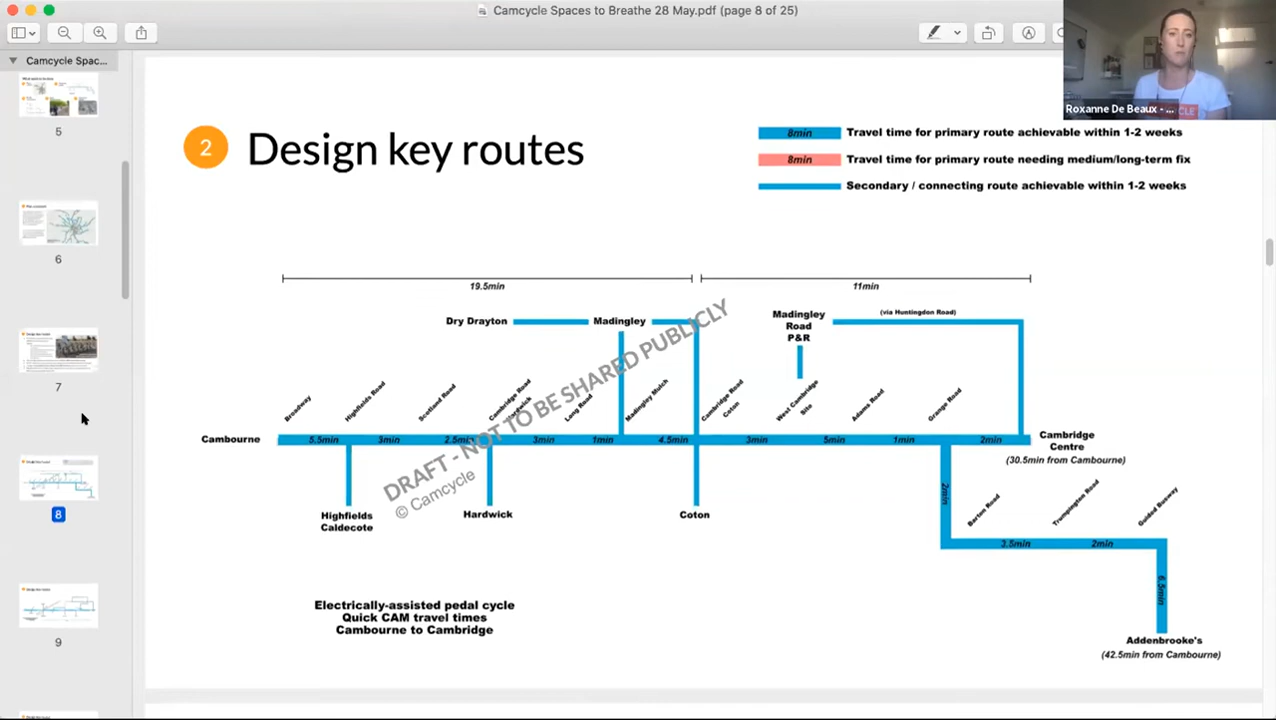 Camcycle Spaces to Breathe 28 May.pdf (page 8 of 25)
Camcycle Spac...
5
6
7
8
9
Roxanne De Beaux - ...
2
Design key routes
8min Travel time for primary route achievable within 1-2 weeks
8min Travel time for primary route needing medium/long-term fix
Secondary / connecting route achievable within 1-2 weeks
19.5min
11min
Dry Drayton
Madingley
Madingley
Road
P&R
(via Huntingdon Road)
Broadway
Highfields Road
Scotland Road
Cambridge Road
Hardwick
Long Road
Madingley Mulch
Cambridge Road
Coton
West Cambridge
Site
Adams Road
Grange Road
Cambourne
5.5min
3min
2.5min
3min
1min
4.5min
3min
5min
1min
2min
Cambridge
Centre
(30.5min from Cambourne)
DRAFT - NOT TO BE SHARED PUBLICLY
© Camcycle
Highfields
Caldecote
Hardwick
Coton
2min
Barton Road
Trumpington Road
Guided Busway
3.5min
2min
6.5min
Electrically-assisted pedal cycle
Quick CAM travel times
Cambourne to Cambridge
Addenbrooke's
(42.5min from Cambourne)